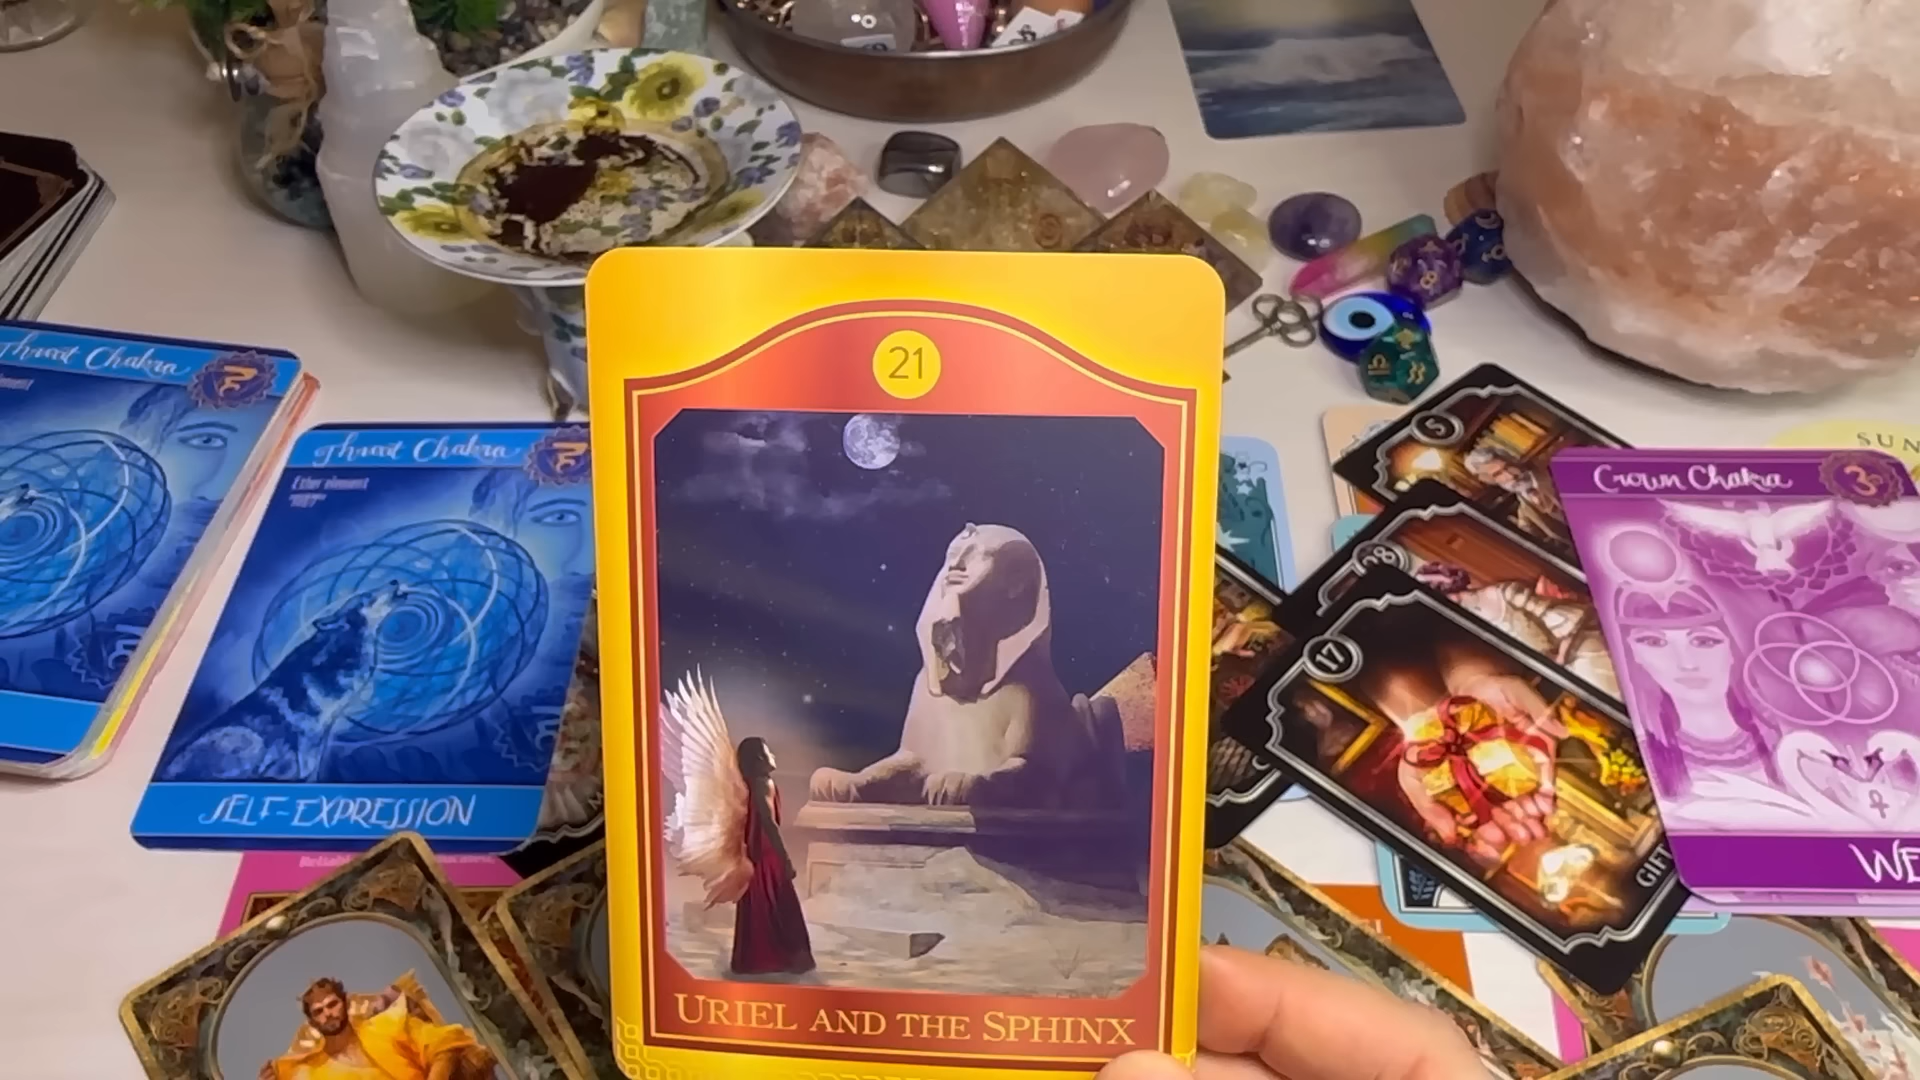 Throat Chakra
Throat Chakra
Ether element
SELF-EXPRESSION
21
URIEL AND THE SPHINX
5
17
GIFT
Crown Chakra
WE
SUN